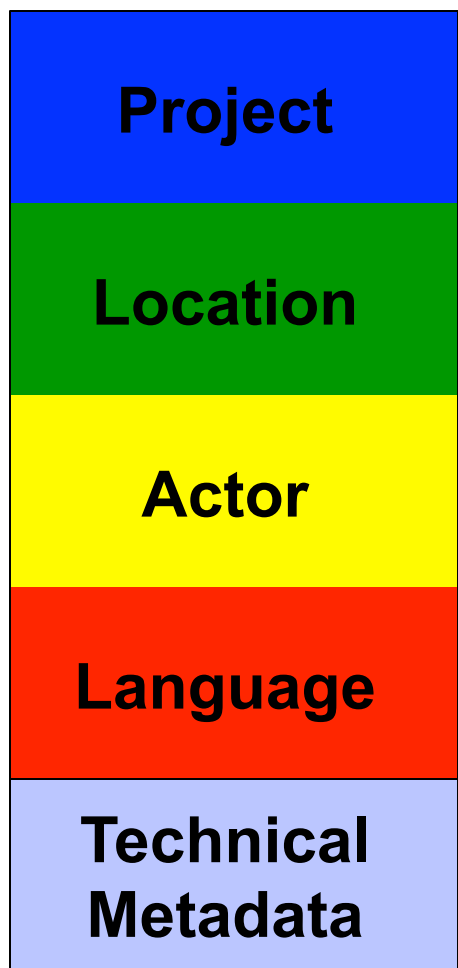 Project
Location
Actor
Language
Technical
Metadata